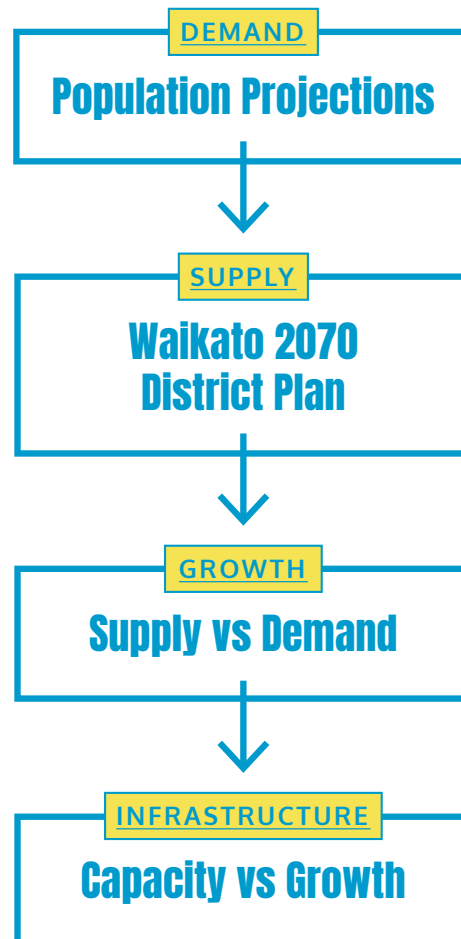 DEMAND
Population Projections
SUPPLY
Waikato 2070
District Plan
GROWTH
Supply vs Demand
INFRASTRUCTURE
Capacity vs Growth